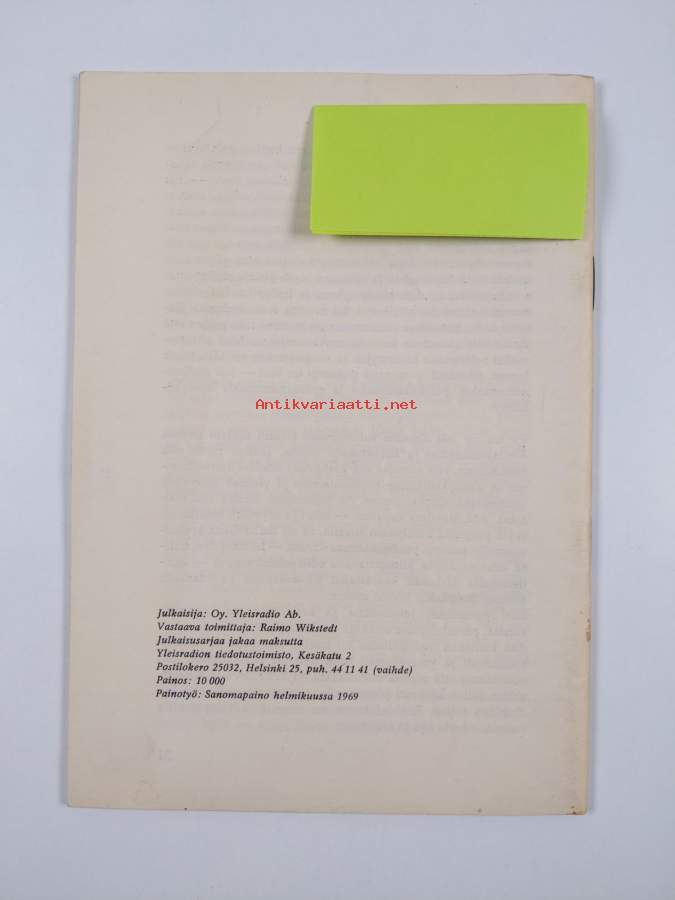 Antikvariaatti.net
Julkaisija: Oy. Yleisradio Ab.
Vastaava toimittaja: Raimo Wikstedt
Julkaisusarjaa jakaa maksutta
Yleisradion tiedotustoimisto, Kesäkatu 2
Postilokero 25032, Helsinki 25, puh. 44 11 41 (vaihde)
Painos: 10 000
Painotyö: Sanomapaino helmikuussa 1969